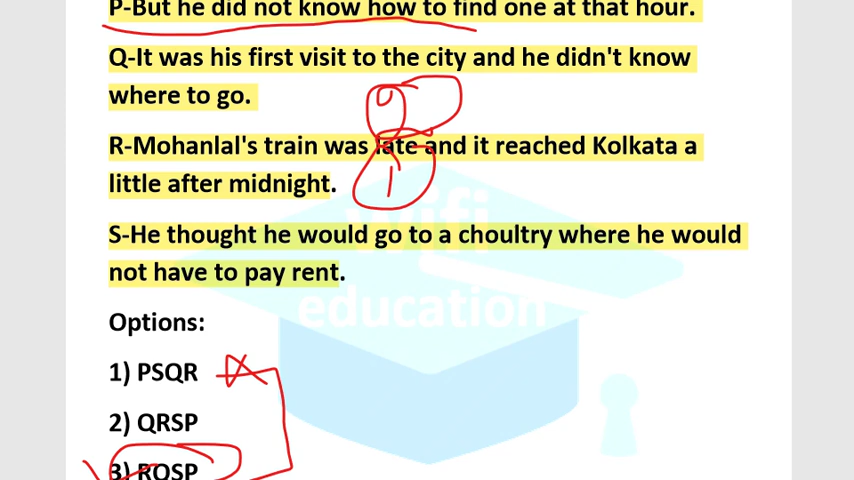 P-But he did not know how to find one at that hour.
Q-It was his first visit to the city and he didn't know
where to go.
R-Mohanlal's train was late and it reached Kolkata a
little after midnight.
S-He thought he would go to a choultry where he would
not have to pay rent.
wifi
education
Options:
1) PSQR
2) QRSP
3) RQSP